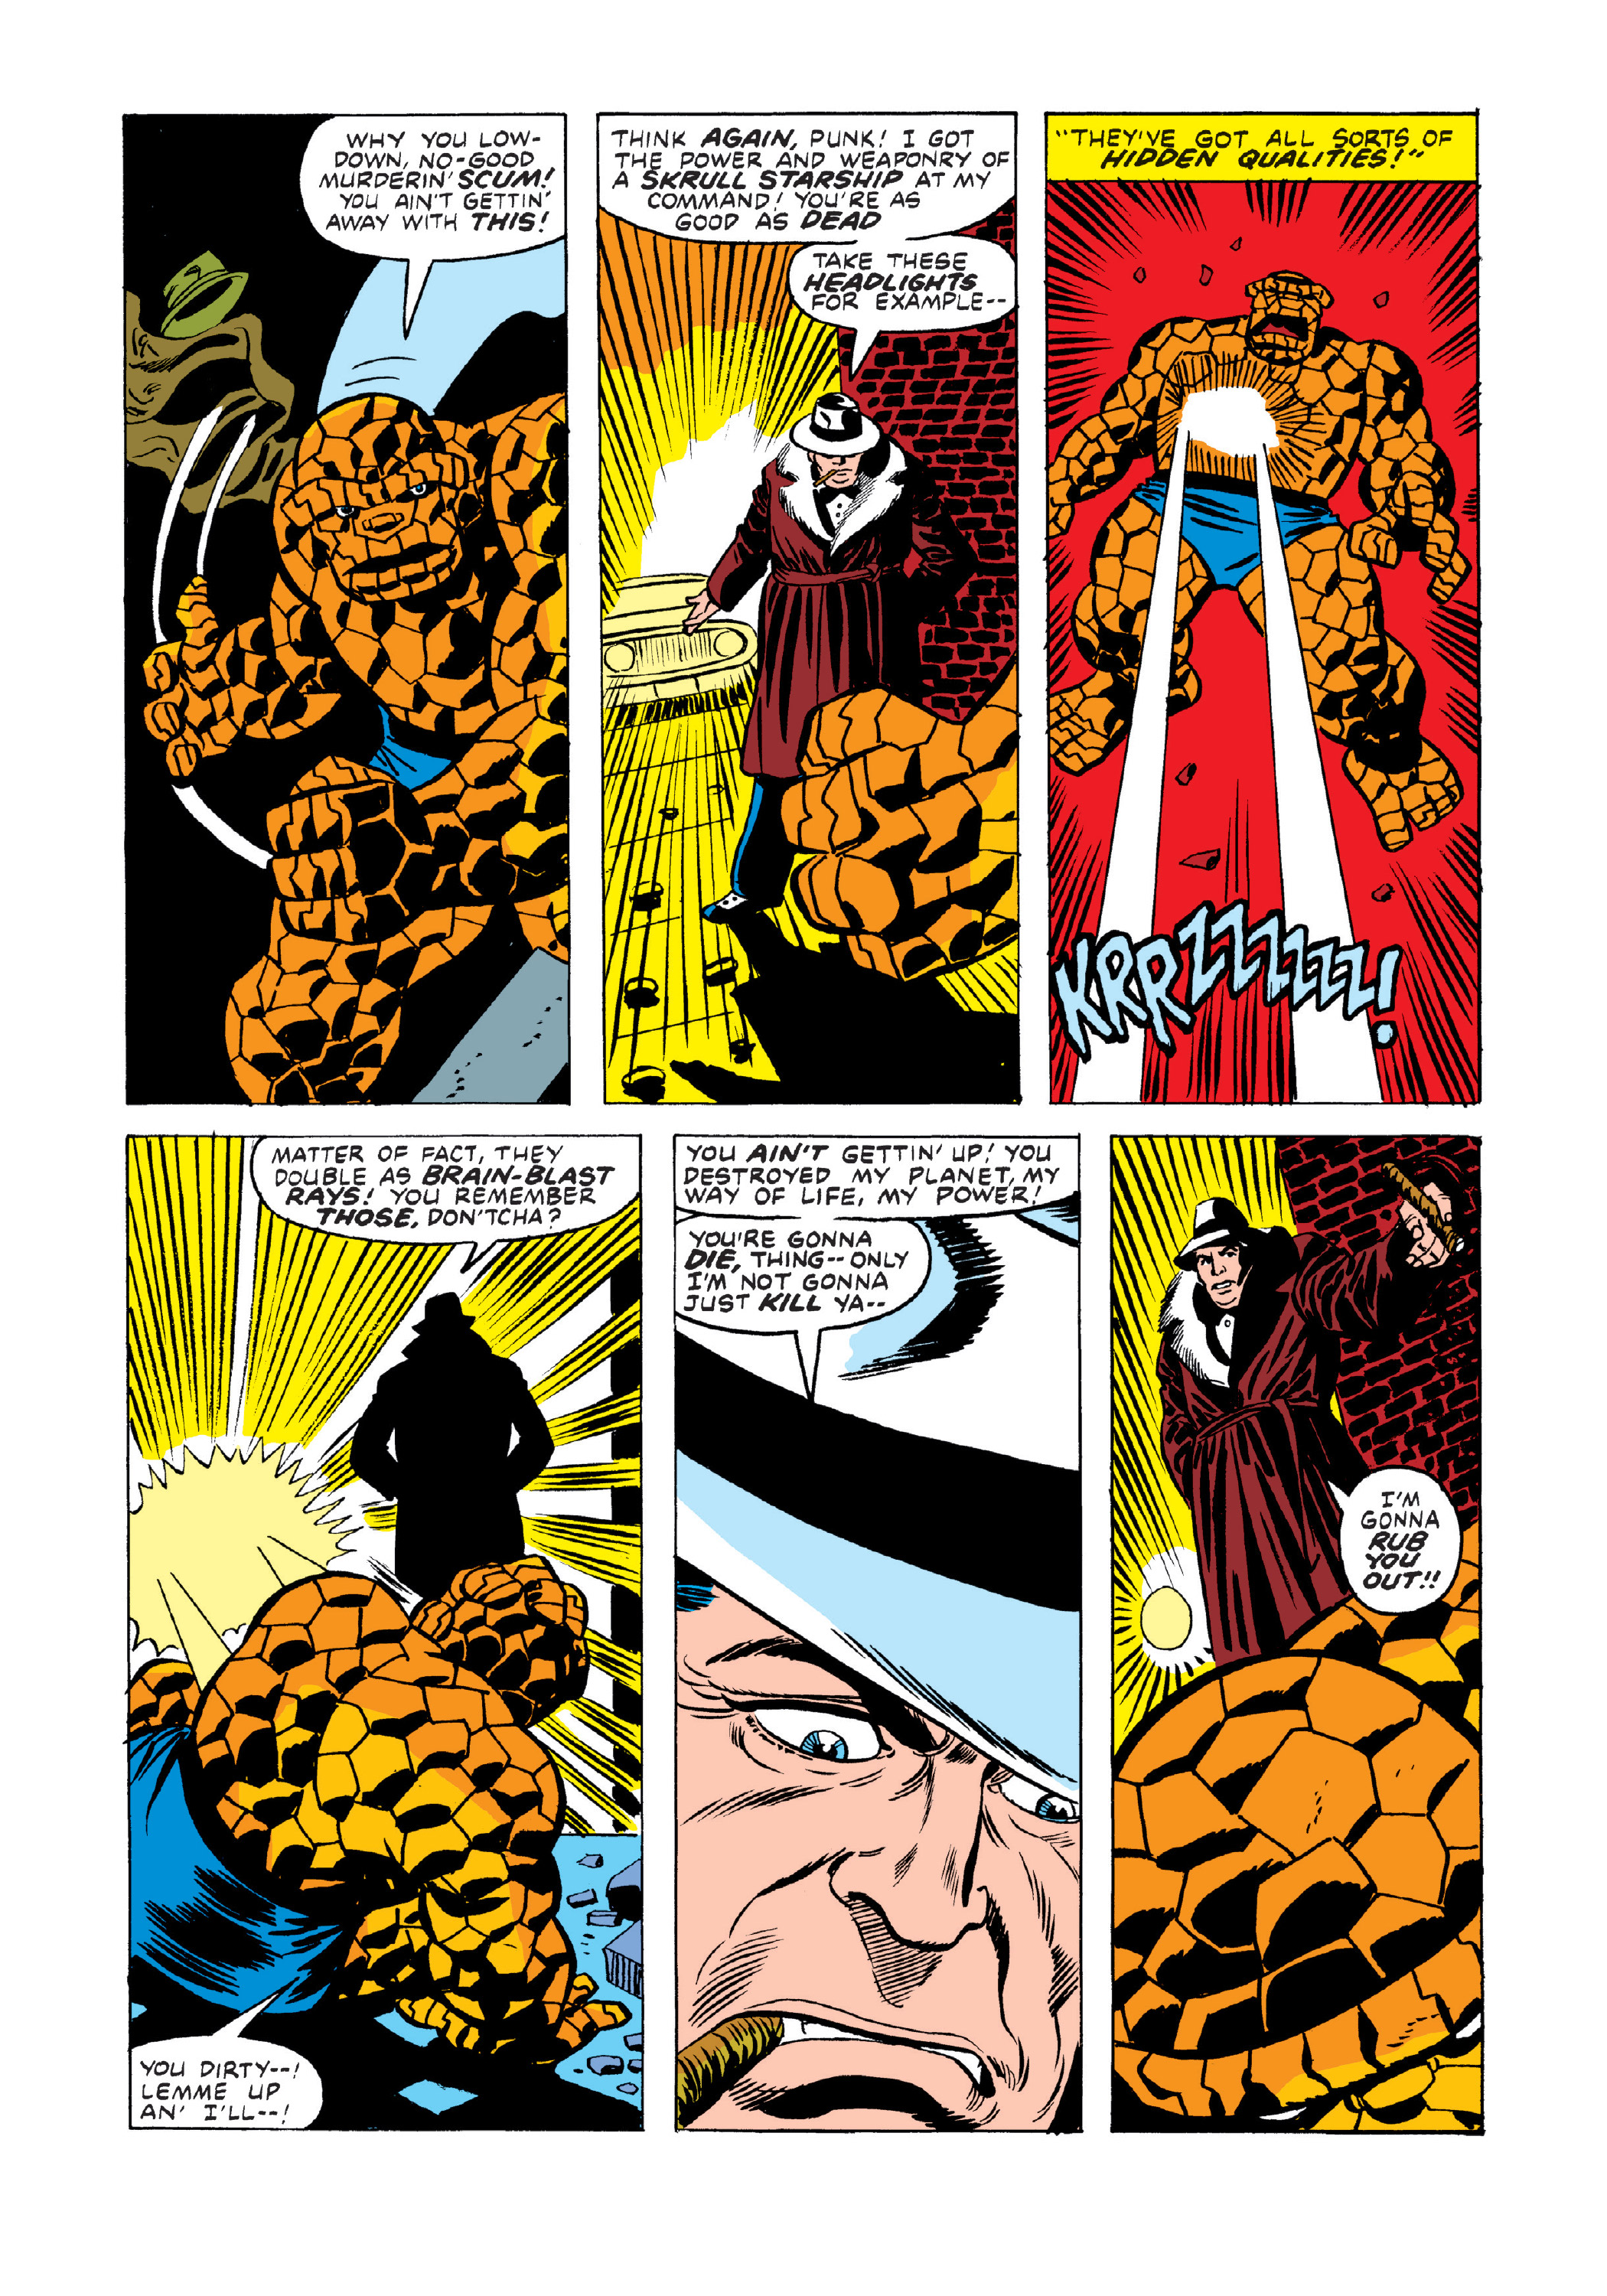 WHY YOU LOW-
DOWN, NO-GOOD
MURDERIN' SCUM!
YOU AIN'T GETTIN'
AWAY WITH THIS!
THINK AGAIN, PUNK! I GOT
THE POWER AND WEAPONRY OF
A SKRULL STARSHIP AT MY
COMMAND! YOU'RE AS
GOOD AS DEAD
TAKE THESE
HEADLIGHTS
FOR EXAMPLE--
"THEY'VE GOT ALL SORTS OF
HIDDEN QUALITIES!"
KRRZZZZZZZ!
MATTER OF FACT, THEY
DOUBLE AS BRAIN-BLAST
RAYS! YOU REMEMBER
THOSE, DON'TCHA?
YOU DIRTY--!
LEMME UP
AN' I'LL--!
YOU AIN'T GETTIN' UP! YOU
DESTROYED MY PLANET, MY
WAY OF LIFE, MY POWER!
YOU'RE GONNA
DIE, THING--ONLY
I'M NOT GONNA
JUST KILL YA--
I'M
GONNA
RUB
YOU
OUT!!